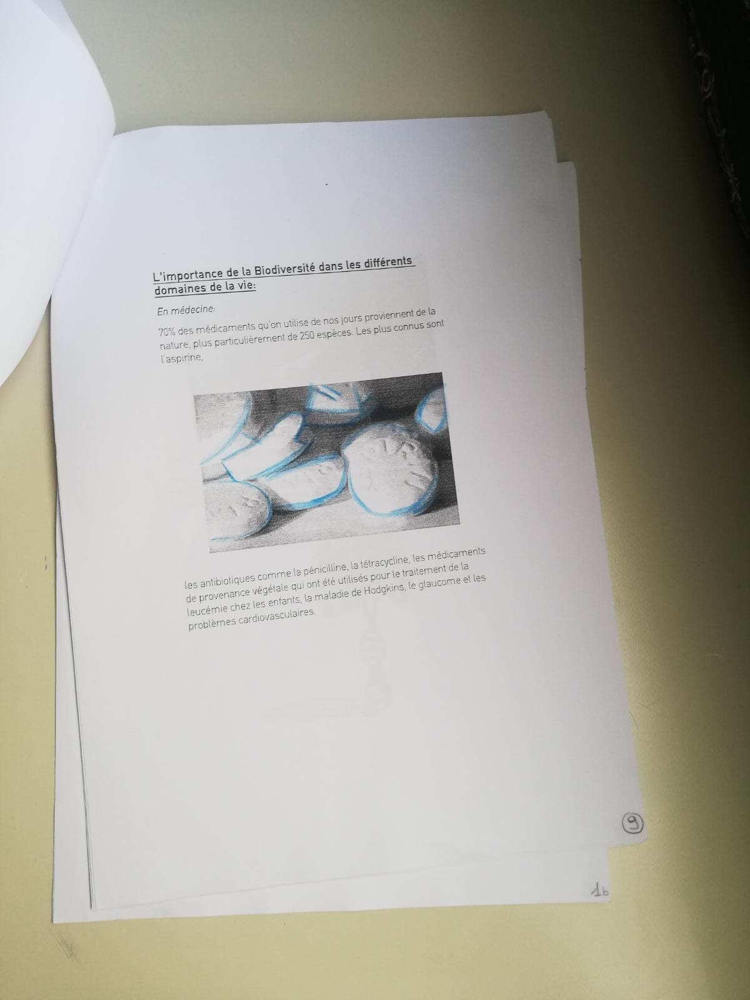 L'importance de la Biodiversité dans les différents
domaines de la vie:
En médecine:
70% des médicaments qu'on utilise de nos jours proviennent de la
nature, plus particulièrement de 250 espèces. Les plus connus sont
l'aspirine,
les antibiotiques comme la pénicilline, la tétracycline, les médicaments
de provenance végétale qui ont été utilisés pour le traitement de la
leucémie chez les enfants, la maladie de Hodgkins, le glaucome et les
problèmes cardiovasculaires.
9